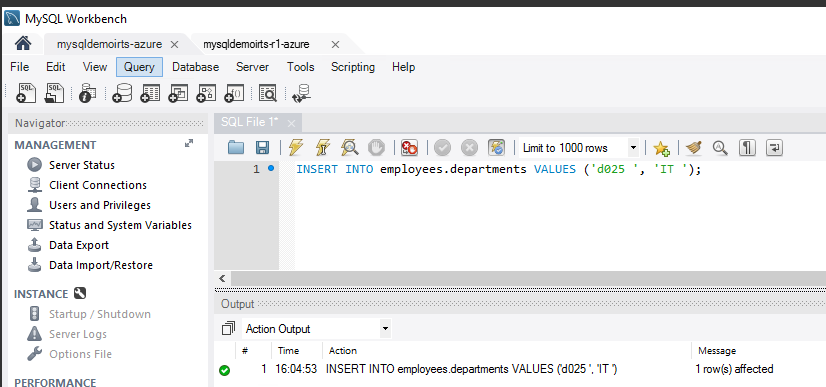 MySQL Workbench
mysqldemoirts-azure × mysqldemoirts-r1-azure ×
File Edit View Query Database Server Tools Scripting Help
Navigator
SQL File 1* ×
MANAGEMENT
Server Status
Client Connections
Users and Privileges
Status and System Variables
Data Export
Data Import/Restore
INSTANCE
Startup / Shutdown
Server Logs
Options File
PERFORMANCE
Limit to 1000 rows
1 INSERT INTO employees.departments VALUES ('d025 ', 'IT ');
Output
Action Output
# Time Action Message
1 16:04:53 INSERT INTO employees.departments VALUES ('d025 ', 'IT ') 1 row(s) affected